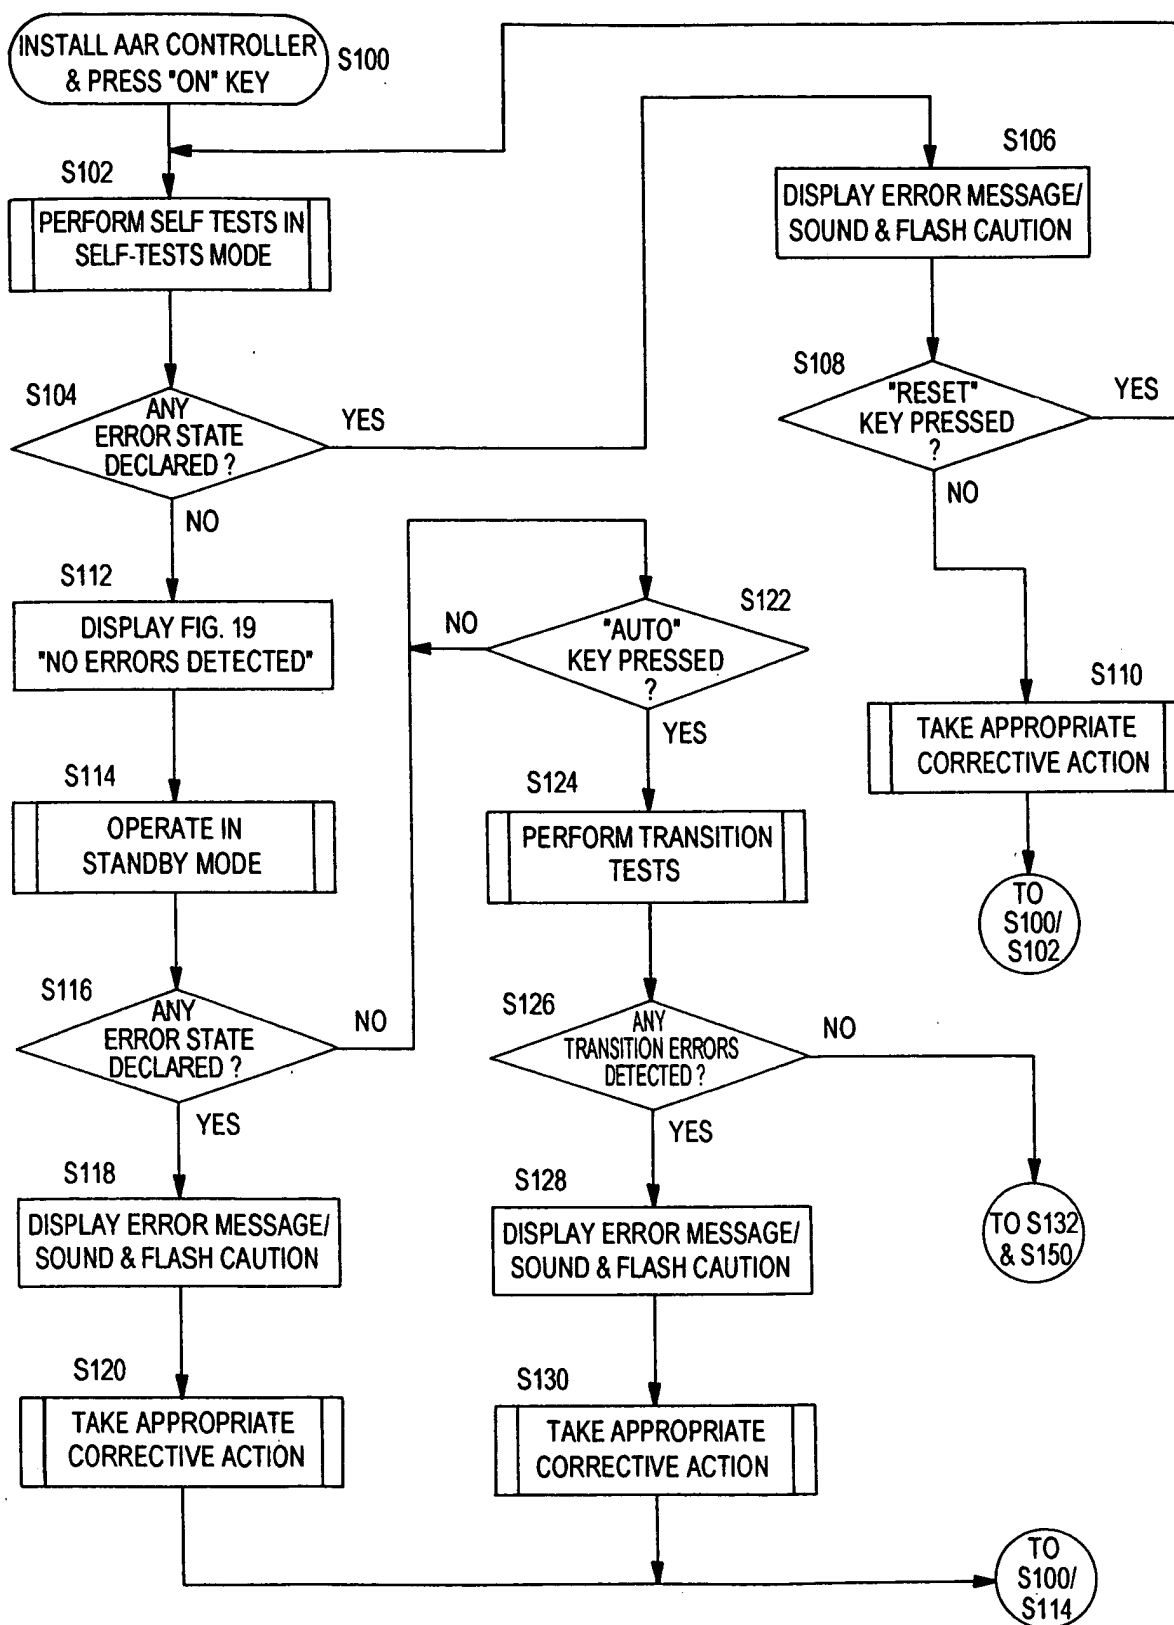 INSTALL AAR CONTROLLER
& PRESS "ON" KEY
S100
S102
PERFORM SELF TESTS IN
SELF-TESTS MODE
S104
ANY
ERROR STATE
DECLARED ?
YES
NO
S106
DISPLAY ERROR MESSAGE/
SOUND & FLASH CAUTION
S108
"RESET"
KEY PRESSED
?
YES
NO
S110
TAKE APPROPRIATE
CORRECTIVE ACTION
TO
S100/
S102
S112
DISPLAY FIG. 19
"NO ERRORS DETECTED"
S114
OPERATE IN
STANDBY MODE
S116
ANY
ERROR STATE
DECLARED ?
NO
YES
S118
DISPLAY ERROR MESSAGE/
SOUND & FLASH CAUTION
S120
TAKE APPROPRIATE
CORRECTIVE ACTION
S122
"AUTO"
KEY PRESSED
?
NO
YES
S124
PERFORM TRANSITION
TESTS
S126
ANY
TRANSITION ERRORS
DETECTED ?
NO
YES
TO S132
& S150
S128
DISPLAY ERROR MESSAGE/
SOUND & FLASH CAUTION
S130
TAKE APPROPRIATE
CORRECTIVE ACTION
TO
S100/
S114